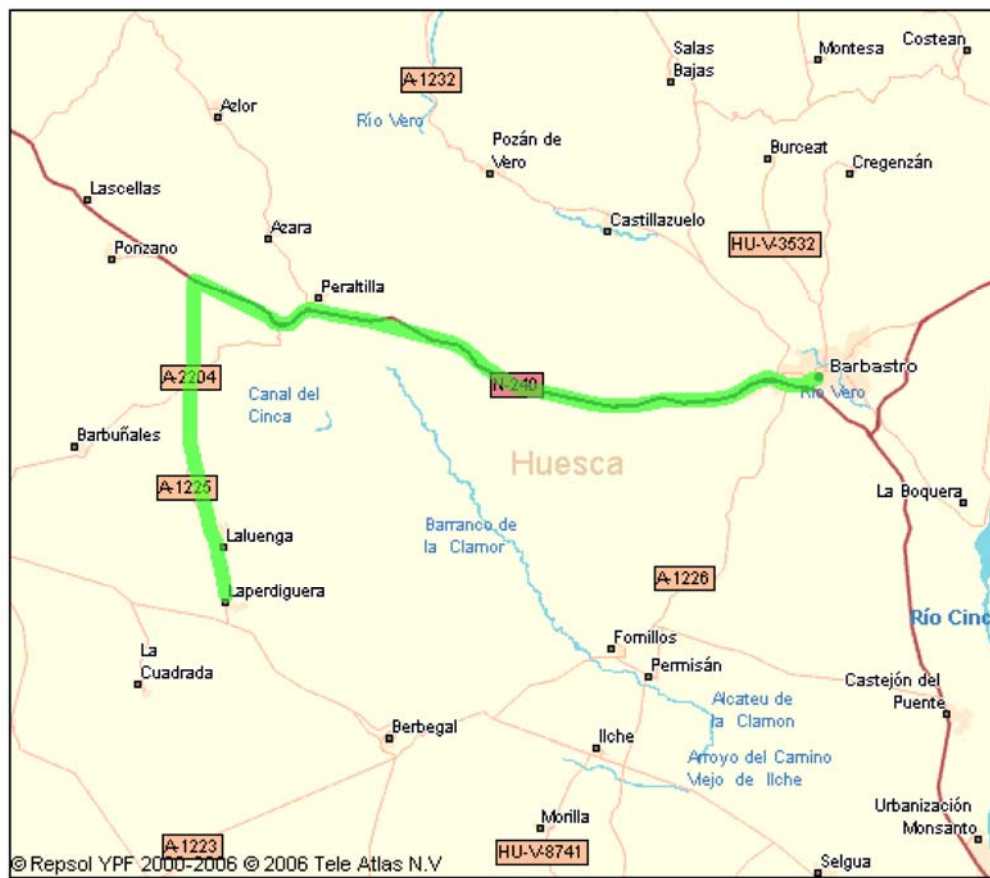 Costean
Salas
Bajas
Montesa
A-1232
Azlor
Río Vero
Pozán de
Vero
Burceat
Cregenzán
Lascellas
Castillazuelo
Azara
HU-V-3532
Ponzano
Peraltilla
A-2204
N-240
Barbastro
Río Vero
Canal del
Cinca
Barbuñales
Huesca
A-1225
La Boquera
Barranco de
la Clamor
Laluenga
A-1226
Laperdiguera
Río Cinc
Fornillos
La
Cuadrada
Permisán
Castejón del
Puente
Alcateu de
la Clamon
Berbegal
Ilche
Arroyo del Camino
Viejo de Ilche
Morilla
Urbanización
Monsanto
A-1223
HU-V-8741
Selgua
© Repsol YPF 2000-2006 © 2006 Tele Atlas N.V